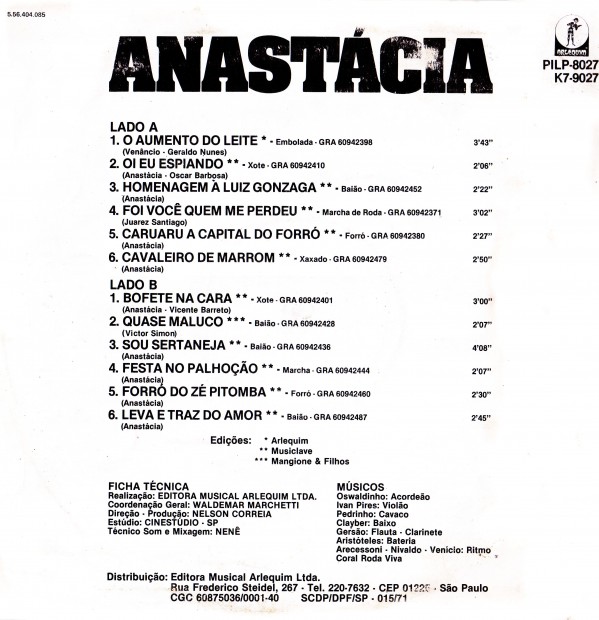 5.56.404.085
ANASTÁCIA
ARLEQUIM
PILP-8027
K7-9027
LADO A
1. O AUMENTO DO LEITE * - Embolada - GRA 60942398 3'43"
(Venâncio - Geraldo Nunes)
2. OI EU ESPIANDO ** - Xote - GRA 60942410 2'06"
(Anastácia - Oscar Barbosa)
3. HOMENAGEM À LUIZ GONZAGA ** - Baião - GRA 60942452 2'22"
(Anastácia)
4. FOI VOCÊ QUEM ME PERDEU ** - Marcha de Roda - GRA 60942371 3'02"
(Juarez Santiago)
5. CARUARU A CAPITAL DO FORRÓ ** - Forró - GRA 60942380 2'27"
(Anastácia)
6. CAVALEIRO DE MARROM ** - Xaxado - GRA 60942479 2'50"
(Anastácia)
LADO B
1. BOFETE NA CARA ** - Xote - GRA 60942401 3'00"
(Anastácia - Vicente Barreto)
2. QUASE MALUCO *** - Baião - GRA 60942428 2'07"
(Victor Simon)
3. SOU SERTANEJA ** - Baião - GRA 60942436 4'08"
(Anastácia)
4. FESTA NO PALHOÇÃO ** - Marcha - GRA 60942444 2'07"
(Anastácia)
5. FORRÓ DO ZÉ PITOMBA ** - Forró - GRA 60942460 2'30"
(Anastácia)
6. LEVA E TRAZ DO AMOR ** - Baião - GRA 60942487 2'45"
(Anastácia)
Edições: * Arlequim
** Musiclave
*** Mangione & Filhos
FICHA TÉCNICA
Realização: EDITORA MUSICAL ARLEQUIM LTDA.
Coordenação Geral: WALDEMAR MARCHETTI
Direção - Produção: NELSON CORREIA
Estúdio: CINESTÚDIO - SP
Técnico Som e Mixagem: NENÊ
MÚSICOS
Oswaldinho: Acordeão
Ivan Pires: Violão
Pedrinho: Cavaco
Clayber: Baixo
Gersão: Flauta - Clarinete
Aristóteles: Bateria
Arecessoni - Nivaldo - Venicio: Ritmo
Coral Roda Viva
Distribuição: Editora Musical Arlequim Ltda.
Rua Frederico Steidel, 267 - Tel. 220-7632 - CEP 01225 - São Paulo
CGC 60875036/0001-40 SCDP/DPF/SP - 015/71